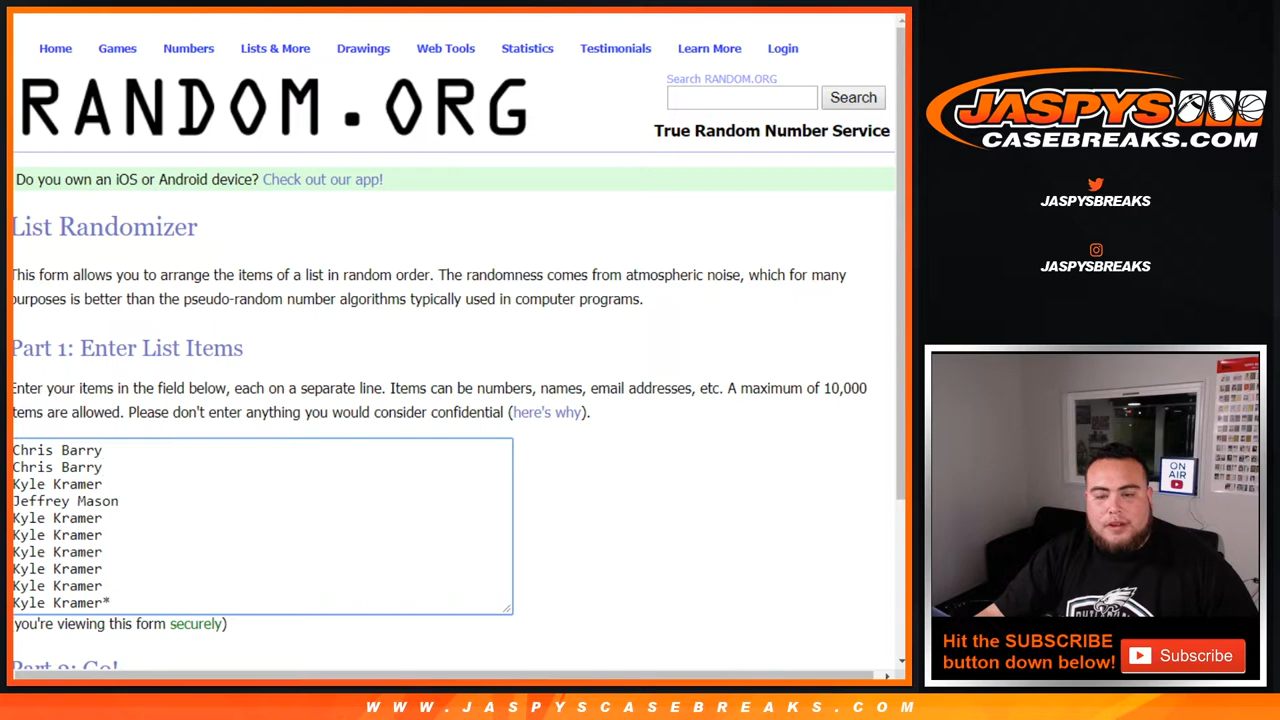 Home Games Numbers Lists & More Drawings Web Tools Statistics Testimonials Learn More Login
RANDOM.ORG
Search RANDOM.ORG
Search
True Random Number Service
Do you own an iOS or Android device? Check out our app!
List Randomizer
This form allows you to arrange the items of a list in random order. The randomness comes from atmospheric noise, which for many
purposes is better than the pseudo-random number algorithms typically used in computer programs.
Part 1: Enter List Items
Enter your items in the field below, each on a separate line. Items can be numbers, names, email addresses, etc. A maximum of 10,000
items are allowed. Please don't enter anything you would consider confidential (here's why).
Chris Barry
Chris Barry
Kyle Kramer
Jeffrey Mason
Kyle Kramer
Kyle Kramer
Kyle Kramer
Kyle Kramer
Kyle Kramer
Kyle Kramer*
you're viewing this form securely)
Part 2: Go!
JASPYS
CASEBREAKS.COM
JASPYSBREAKS
JASPYSBREAKS
ON
AIR
Hit the SUBSCRIBE
button down below!
Subscribe
WWW.JASPYSCASEBREAKS.COM